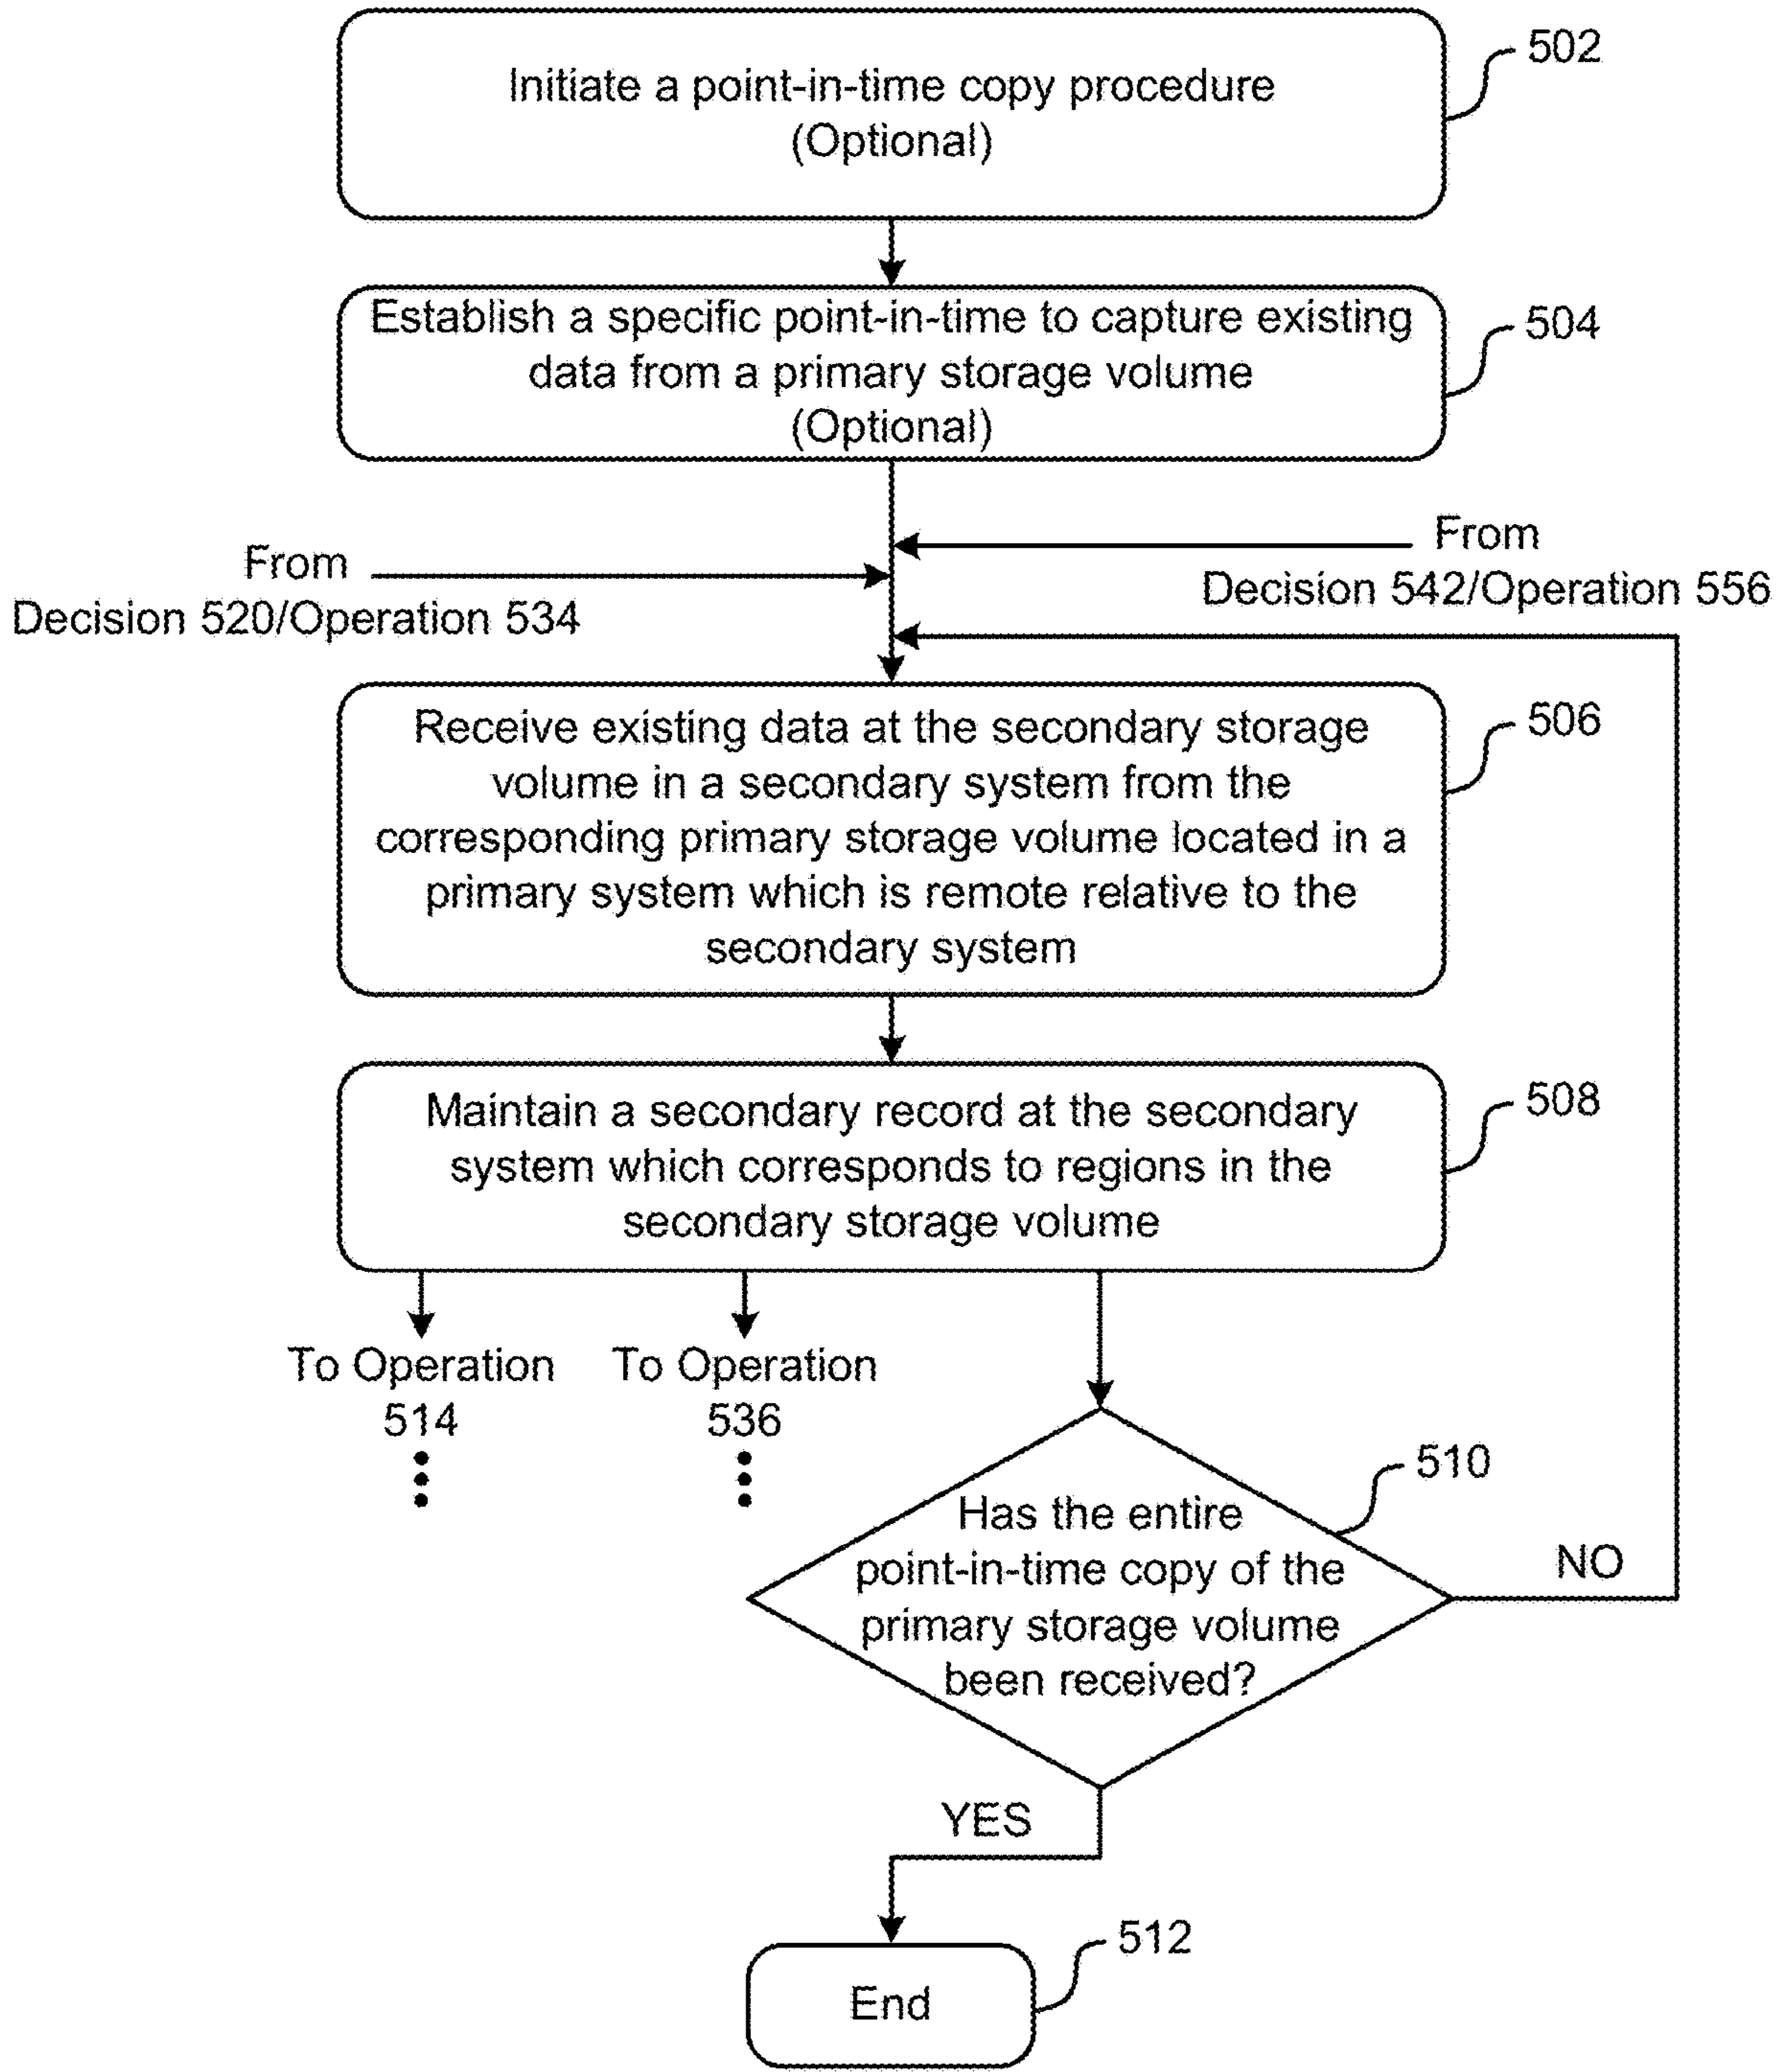 Initiate a point-in-time copy procedure
(Optional)
502
Establish a specific point-in-time to capture existing
data from a primary storage volume
(Optional)
504
From
Decision 520/Operation 534
From
Decision 542/Operation 556
Receive existing data at the secondary storage
volume in a secondary system from the
corresponding primary storage volume located in a
primary system which is remote relative to the
secondary system
506
Maintain a secondary record at the secondary
system which corresponds to regions in the
secondary storage volume
508
To Operation
514
To Operation
536
Has the entire
point-in-time copy of the
primary storage volume
been received?
510
NO
YES
End
512